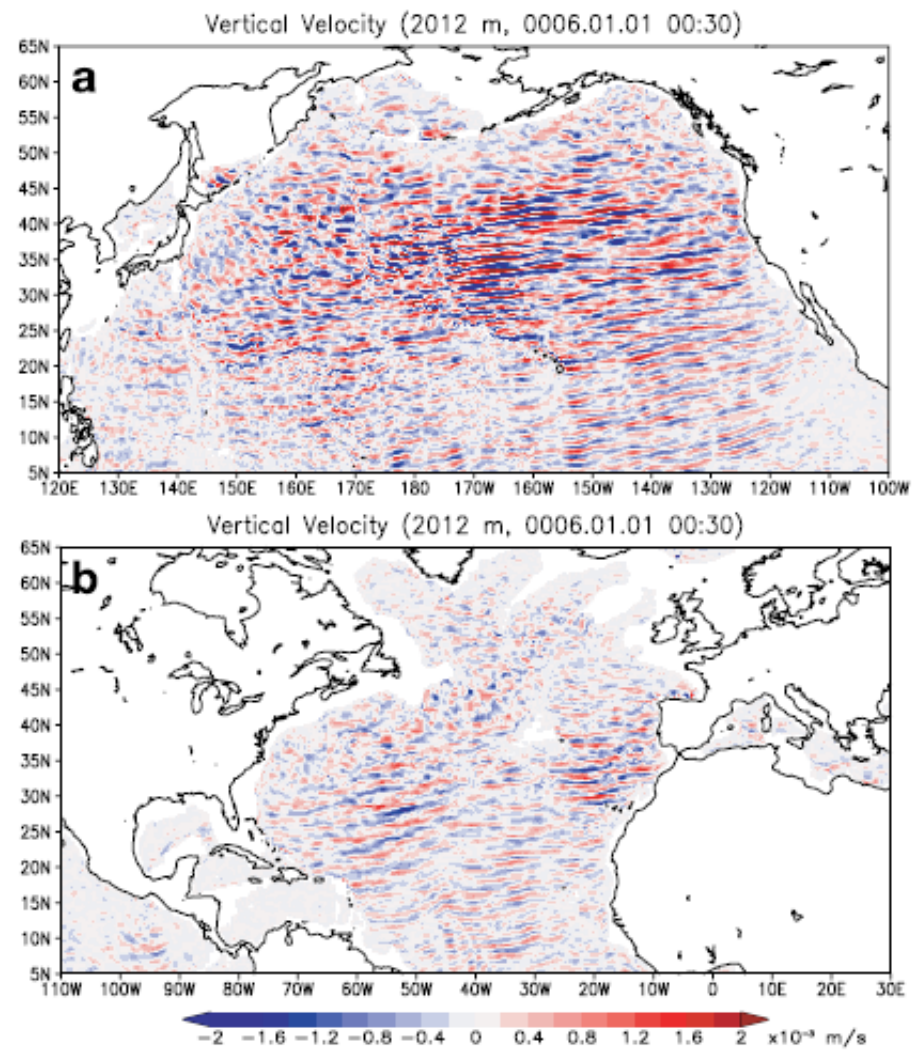 Vertical Velocity (2012 m, 0006.01.01 00:30)
a
65N
60N
55N
50N
45N
40N
35N
30N
25N
20N
15N
10N
5N
120E 130E 140E 150E 160E 170E 180 170W 160W 150W 140W 130W 120W 110W 100W
Vertical Velocity (2012 m, 0006.01.01 00:30)
b
65N
60N
55N
50N
45N
40N
35N
30N
25N
20N
15N
10N
5N
110W 100W 90W 80W 70W 60W 50W 40W 30W 20W 10W 0 10E 20E 30E
−2 −1.6 −1.2 −0.8 −0.4 0 0.4 0.8 1.2 1.6 2 x10⁻³ m/s